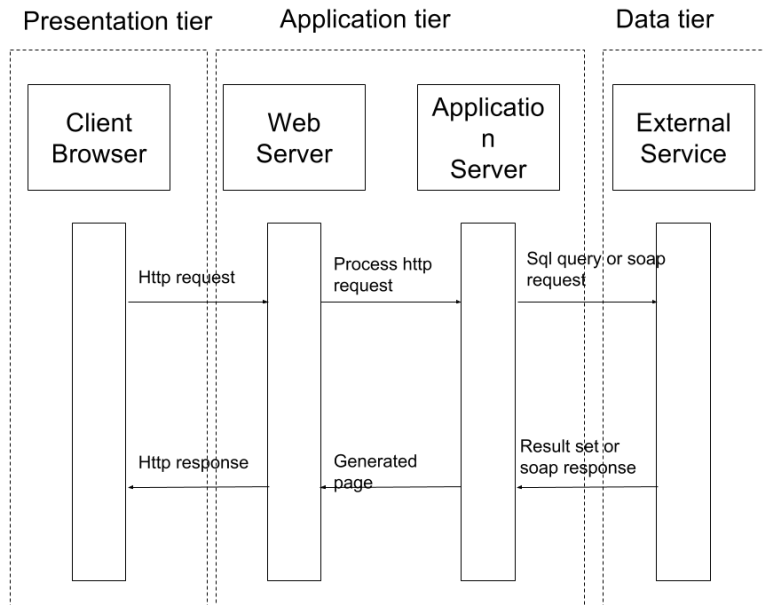 Presentation tier
Application tier
Data tier
Client
Browser
Web
Server
Applicatio
n
Server
External
Service
Http request
Process http
request
Sql query or soap
request
Http response
Generated
page
Result set or
soap response